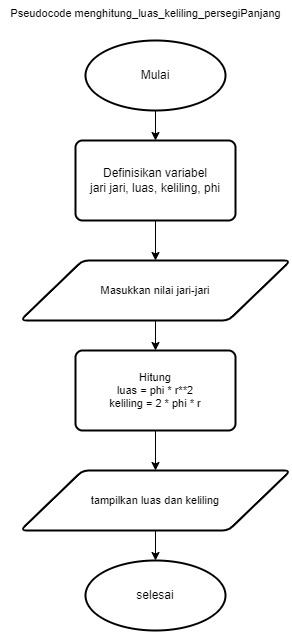 Pseudocode menghitung_luas_keliling_persegiPanjang
Mulai
Definisikan variabel
jari jari, luas, keliling, phi
Masukkan nilai jari-jari
Hitung
luas = phi * r**2
keliling = 2 * phi * r
tampilkan luas dan keliling
selesai